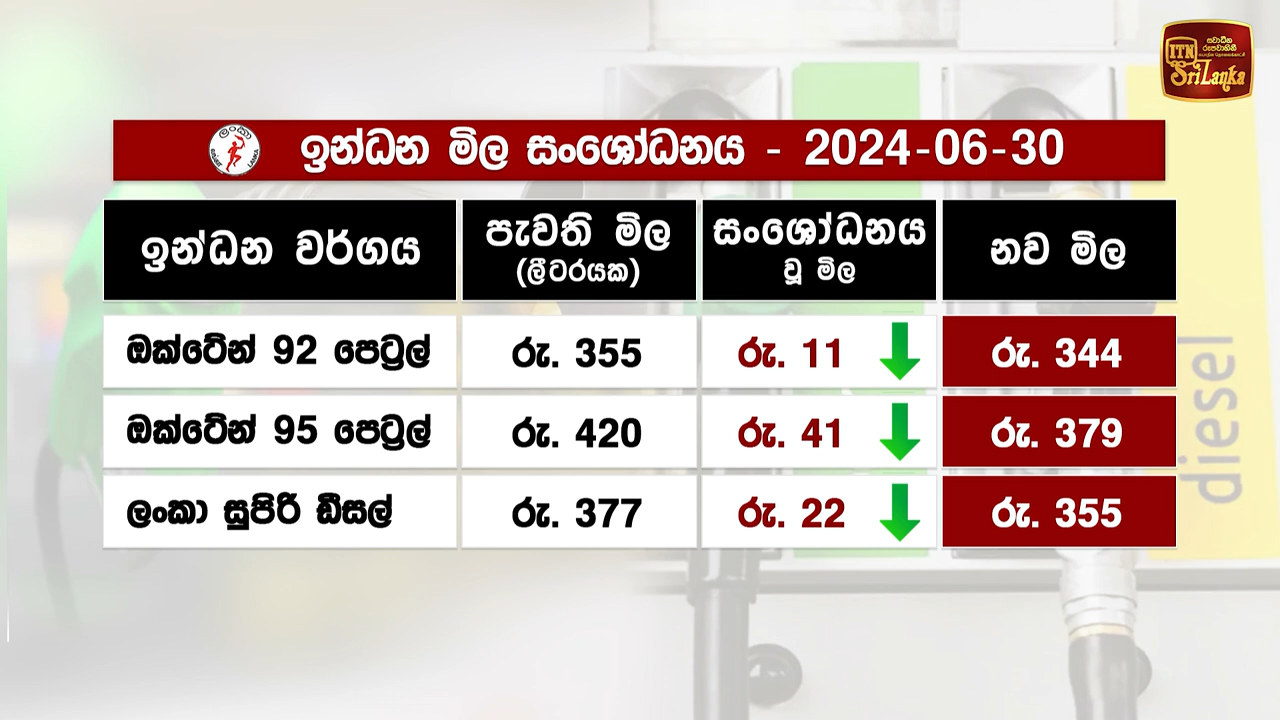 ස්වාධීන
රූපවාහිනී
ITN
SriLanka
ලංකා
ඉන්ධන මිල සංශෝධනය - 2024-06-30
ඉන්ධන වර්ගය පැවති මිල (ලීටරයක) සංශෝධනය වූ මිල නව මිල
ඔක්ටේන් 92 පෙට්‍රල් රු. 355 රු. 11 රු. 344
ඔක්ටේන් 95 පෙට්‍රල් රු. 420 රු. 41 රු. 379
ලංකා සුපිරි ඩීසල් රු. 377 රු. 22 රු. 355
diesel